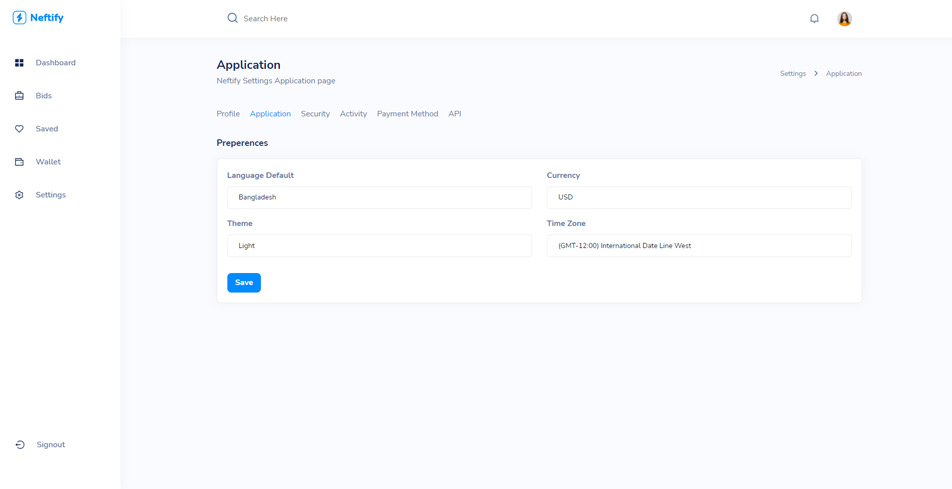 Neftify
Search Here
Dashboard
Bids
Saved
Wallet
Settings
Signout
Application
Neftify Settings Application page
Settings > Application
Profile Application Security Activity Payment Method API
Preperences
Language Default
Bangladesh
Currency
USD
Theme
Light
Time Zone
(GMT-12:00) International Date Line West
Save